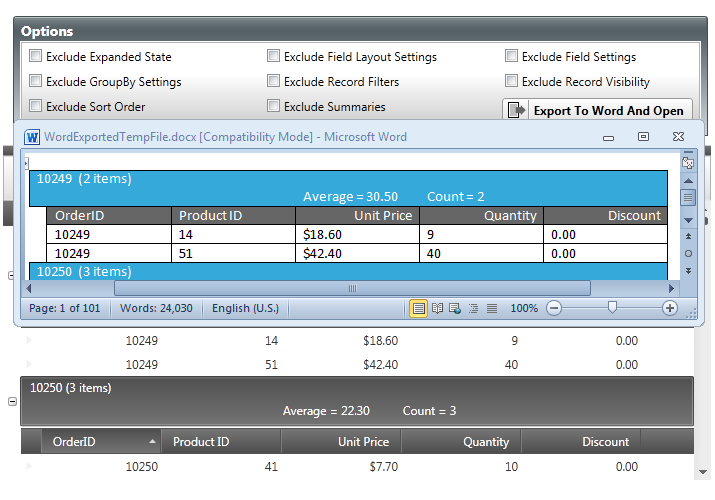 Options
Exclude Expanded State Exclude Field Layout Settings Exclude Field Settings
Exclude GroupBy Settings Exclude Record Filters Exclude Record Visibility
Exclude Sort Order Exclude Summaries Export To Word And Open
W WordExportedTempFile.docx [Compatibility Mode] - Microsoft Word
10249 (2 items)
Average = 30.50 Count = 2
OrderID Product ID Unit Price Quantity Discount
10249 14 $18.60 9 0.00
10249 51 $42.40 40 0.00
10250 (3 items)
Page: 1 of 101 Words: 24,030 English (U.S.) 100%
10249 14 $18.60 9 0.00
10249 51 $42.40 40 0.00
10250 (3 items)
Average = 22.30 Count = 3
OrderID Product ID Unit Price Quantity Discount
10250 41 $7.70 10 0.00